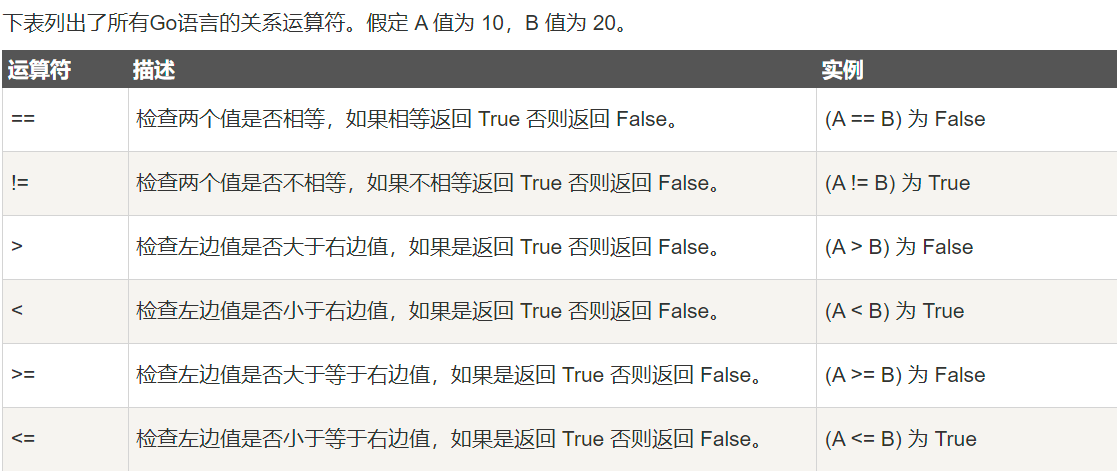 下表列出了所有Go语言的关系运算符。假定 A 值为 10，B 值为 20。
运算符 描述 实例
== 检查两个值是否相等，如果相等返回 True 否则返回 False。 (A == B) 为 False
!= 检查两个值是否不相等，如果不相等返回 True 否则返回 False。 (A != B) 为 True
> 检查左边值是否大于右边值，如果是返回 True 否则返回 False。 (A > B) 为 False
< 检查左边值是否小于右边值，如果是返回 True 否则返回 False。 (A < B) 为 True
>= 检查左边值是否大于等于右边值，如果是返回 True 否则返回 False。 (A >= B) 为 False
<= 检查左边值是否小于等于右边值，如果是返回 True 否则返回 False。 (A <= B) 为 True